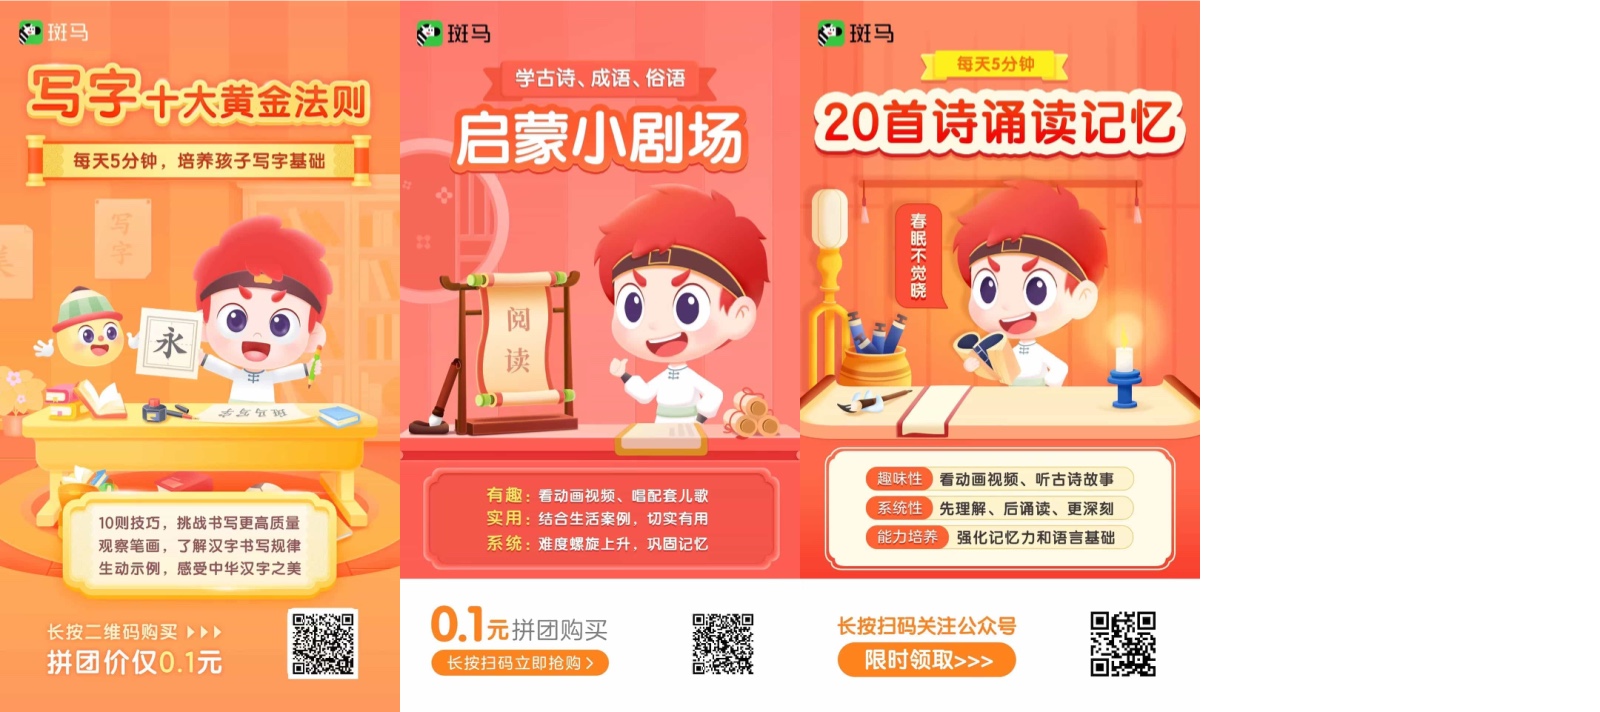 斑马
写字十大黄金法则
每天5分钟，培养孩子写字基础
写字
美
永
斑马写字
10则技巧，挑战书写更高质量
观察笔画，了解汉字书写规律
生动示例，感受中华汉字之美
长按二维码购买
拼团价仅0.1元
斑马
学古诗、成语、俗语
启蒙小剧场
阅读
有趣：看动画视频、唱配套儿歌
实用：结合生活案例，切实有用
系统：难度螺旋上升，巩固记忆
0.1元拼团购买
长按扫码立即抢购 >
斑马
每天5分钟
20首诗诵读记忆
春眠不觉晓
趣味性 看动画视频、听古诗故事
系统性 先理解、后诵读、更深刻
能力培养 强化记忆力和语言基础
长按扫码关注公众号
限时领取>>>